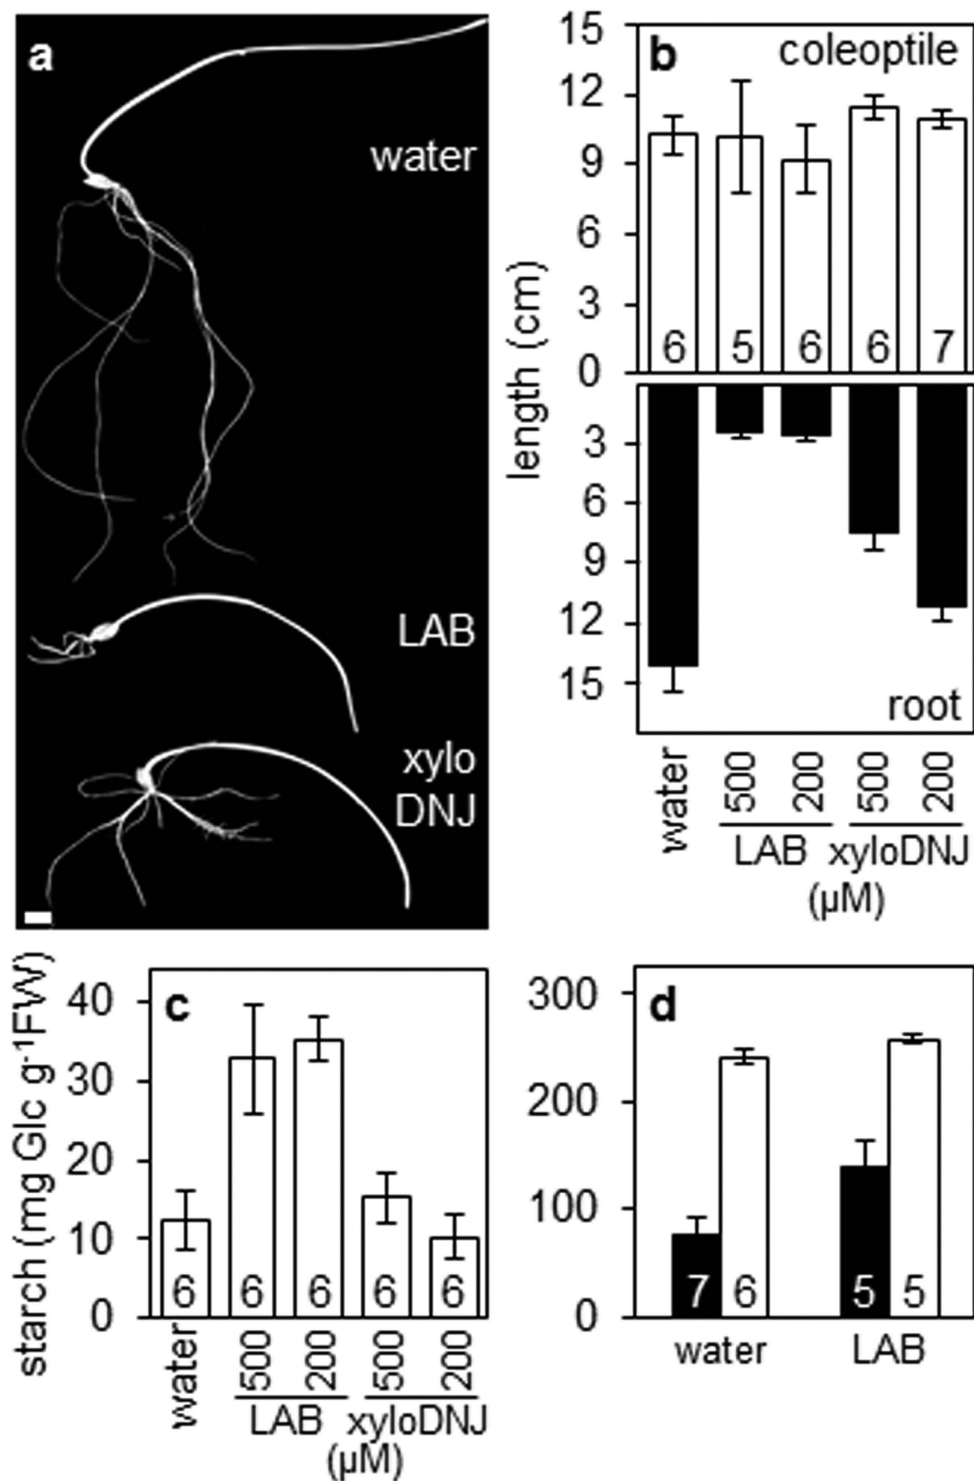 a
water
LAB
xylo
DNJ
b
coleoptile
15
12
9
6
3
0
6
5
6
6
7
length (cm)
3
6
9
12
15
root
water
500
200
500
200
LAB
xyloDNJ
(µM)
c
starch (mg Glc g-1FW)
40
30
20
10
0
6
6
6
6
6
water
500
200
500
200
LAB
xyloDNJ
(µM)
d
300
200
100
0
7
6
5
5
water
LAB